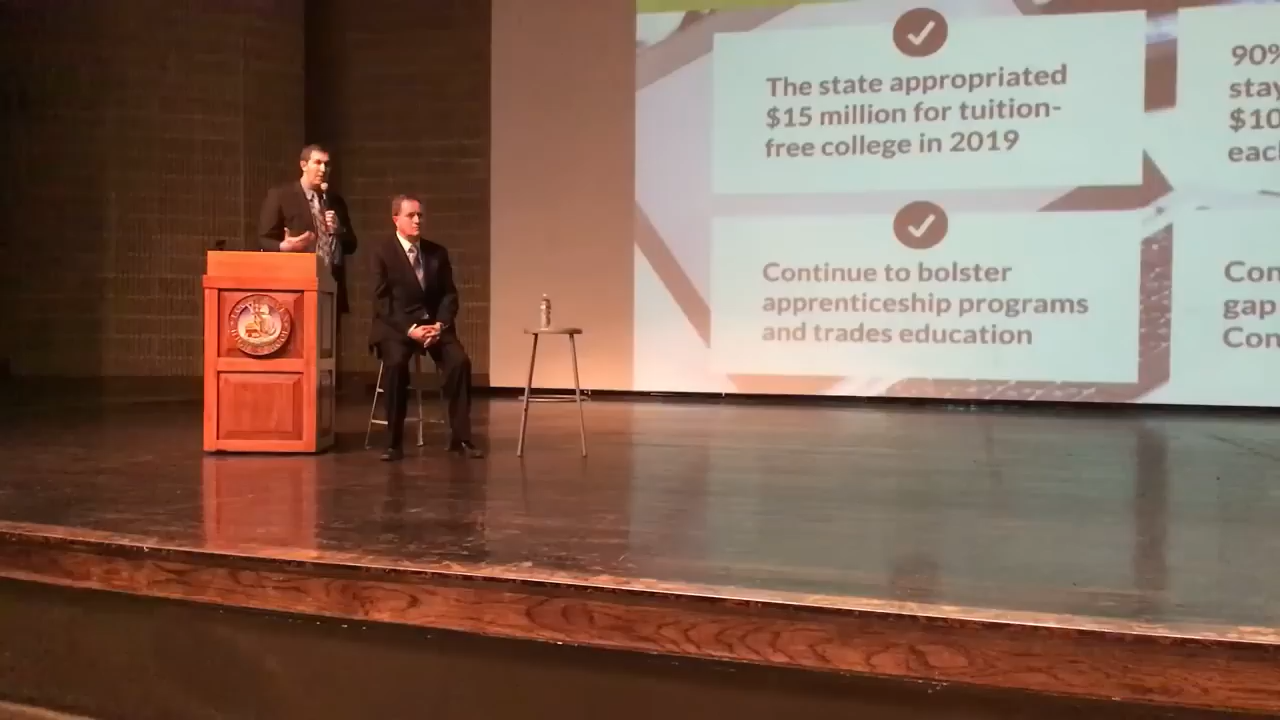 The state appropriated
$15 million for tuition-
free college in 2019
Continue to bolster
apprenticeship programs
and trades education
90%
stay
$10
each
Con
gap
Con